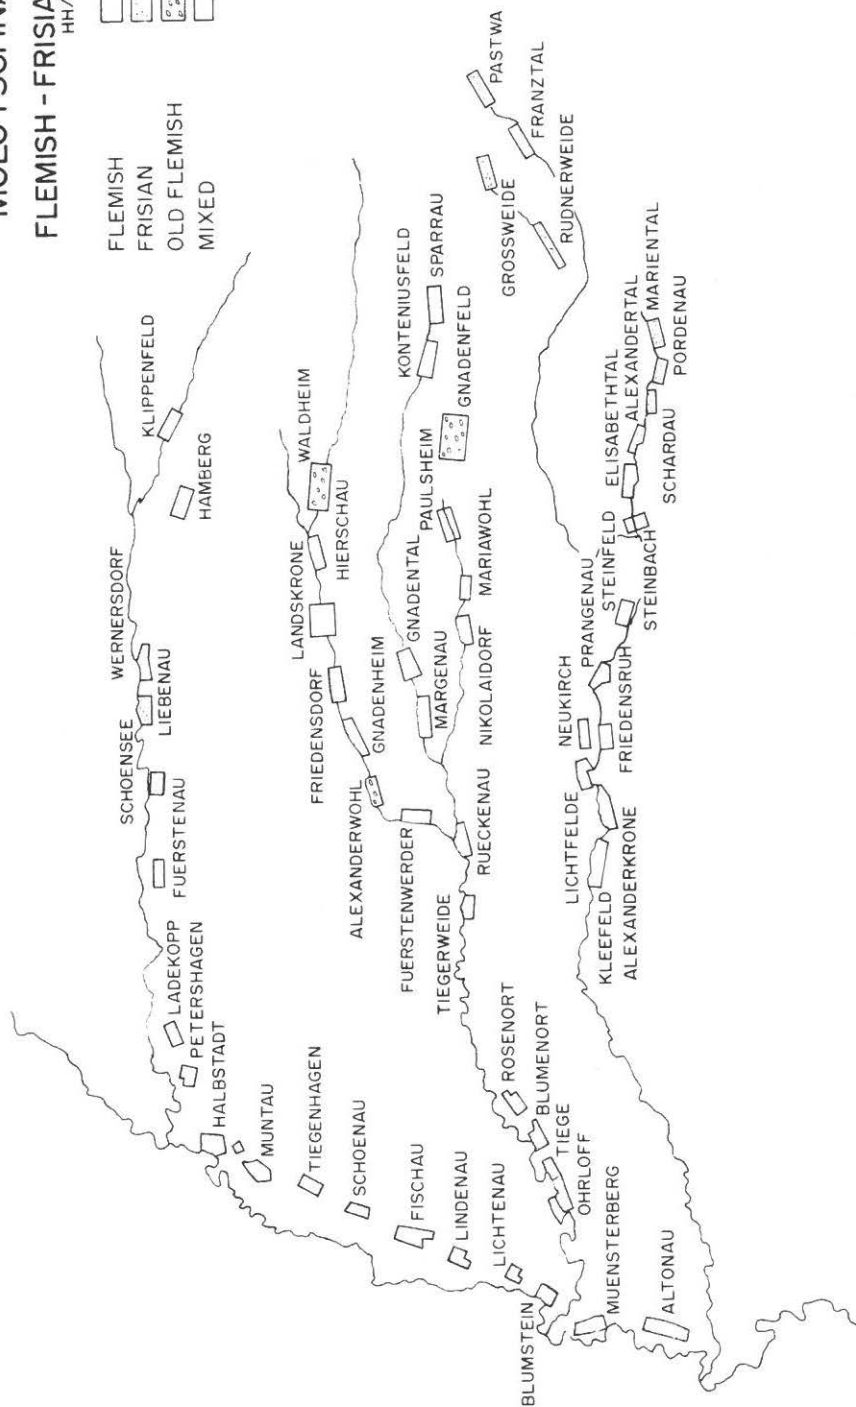 FLEMISH
FRISIAN
OLD FLEMISH
MIXED
KLIPPENFELD
HAMBERG
WERNERSDORF
LIEBENAU
SCHOENSEE
FUERSTENAU
LADEKOPP
PETERSHAGEN
HALBSTADT
MUNTAU
TIEGENHAGEN
SCHOENAU
FISCHAU
LINDENAU
LICHTENAU
BLUMSTEIN
MUENSTERBERG
ALTONAU
WALDHEIM
HIERSCHAU
LANDSKRONE
FRIEDENSDORF
GNADENHEIM
ALEXANDERWOHL
FUERSTENWERDER
RUECKENAU
TIEGERWEIDE
ROSENORT
BLUMENORT
TIEGE
OHRLOFF
KONTENIUSFELD
SPARRAU
GNADENFELD
PAULSHEIM
MARIAWOHL
NIKOLAIDORF
GNADENTAL
MARGENAU
PASTWA
FRANZTAL
GROSSWEIDE
RUDNERWEIDE
MARIENTAL
PORDENAU
ALEXANDERTAL
SCHARDAU
ELISABETHTAL
STEINFELD
STEINBACH
PRANGENAU
FRIEDENSRUH
NEUKIRCH
LICHTFELDE
ALEXANDERKRONE
KLEEFELD